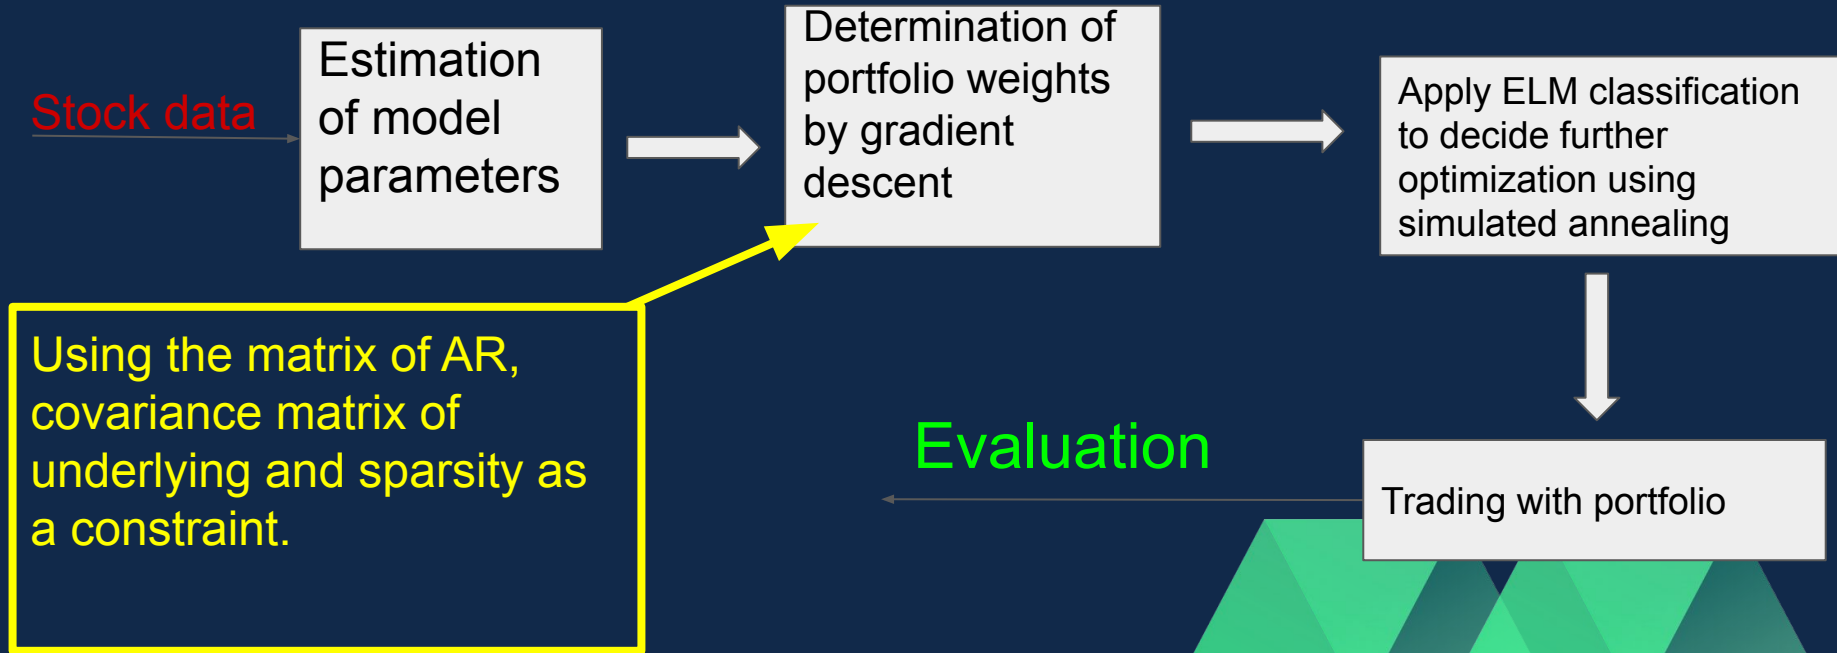 Stock data
Estimation
of model
parameters
Determination of
portfolio weights
by gradient
descent
Apply ELM classification
to decide further
optimization using
simulated annealing
Using the matrix of AR,
covariance matrix of
underlying and sparsity as
a constraint.
Trading with portfolio
Evaluation